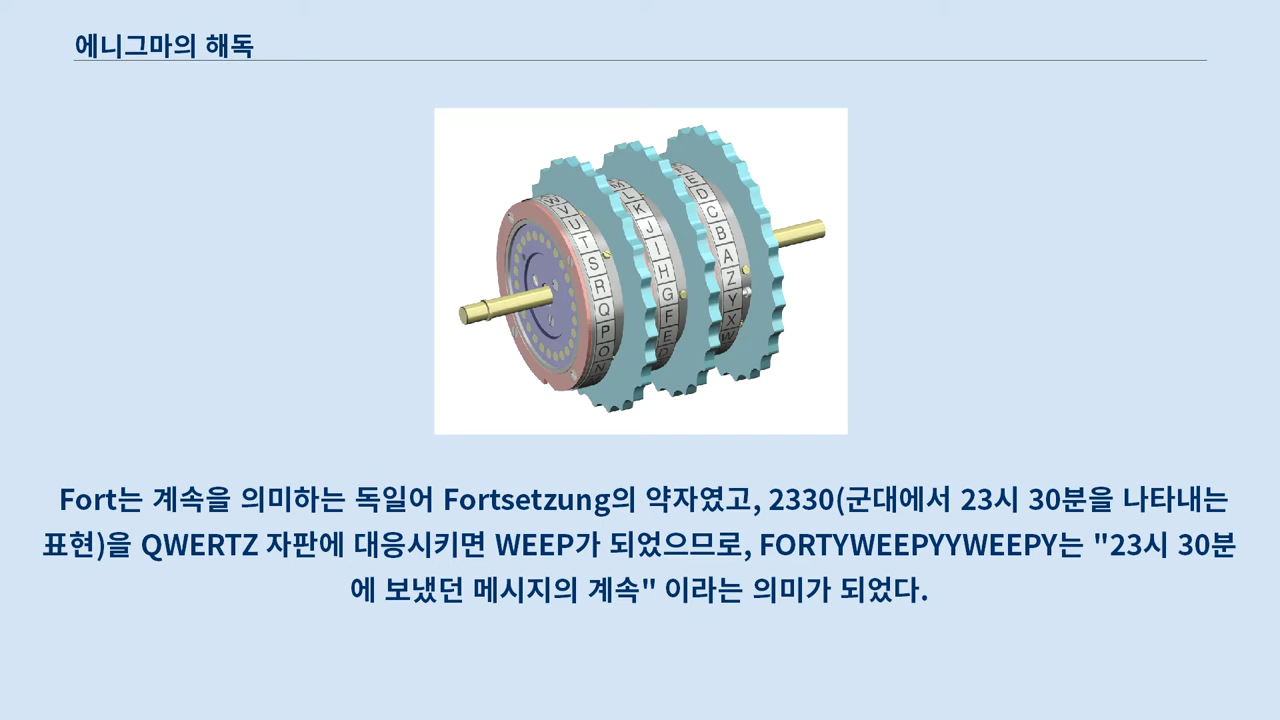 에니그마의 해독
W V U T S R Q P O N
M L K J I H G F E D
F E D C B A Z Y X W
Fort는 계속을 의미하는 독일어 Fortsetzung의 약자였고, 2330(군대에서 23시 30분을 나타내는
표현)을 QWERTZ 자판에 대응시키면 WEEP가 되었으므로, FORTYWEEPYYWEEPY는 "23시 30분
에 보냈던 메시지의 계속" 이라는 의미가 되었다.